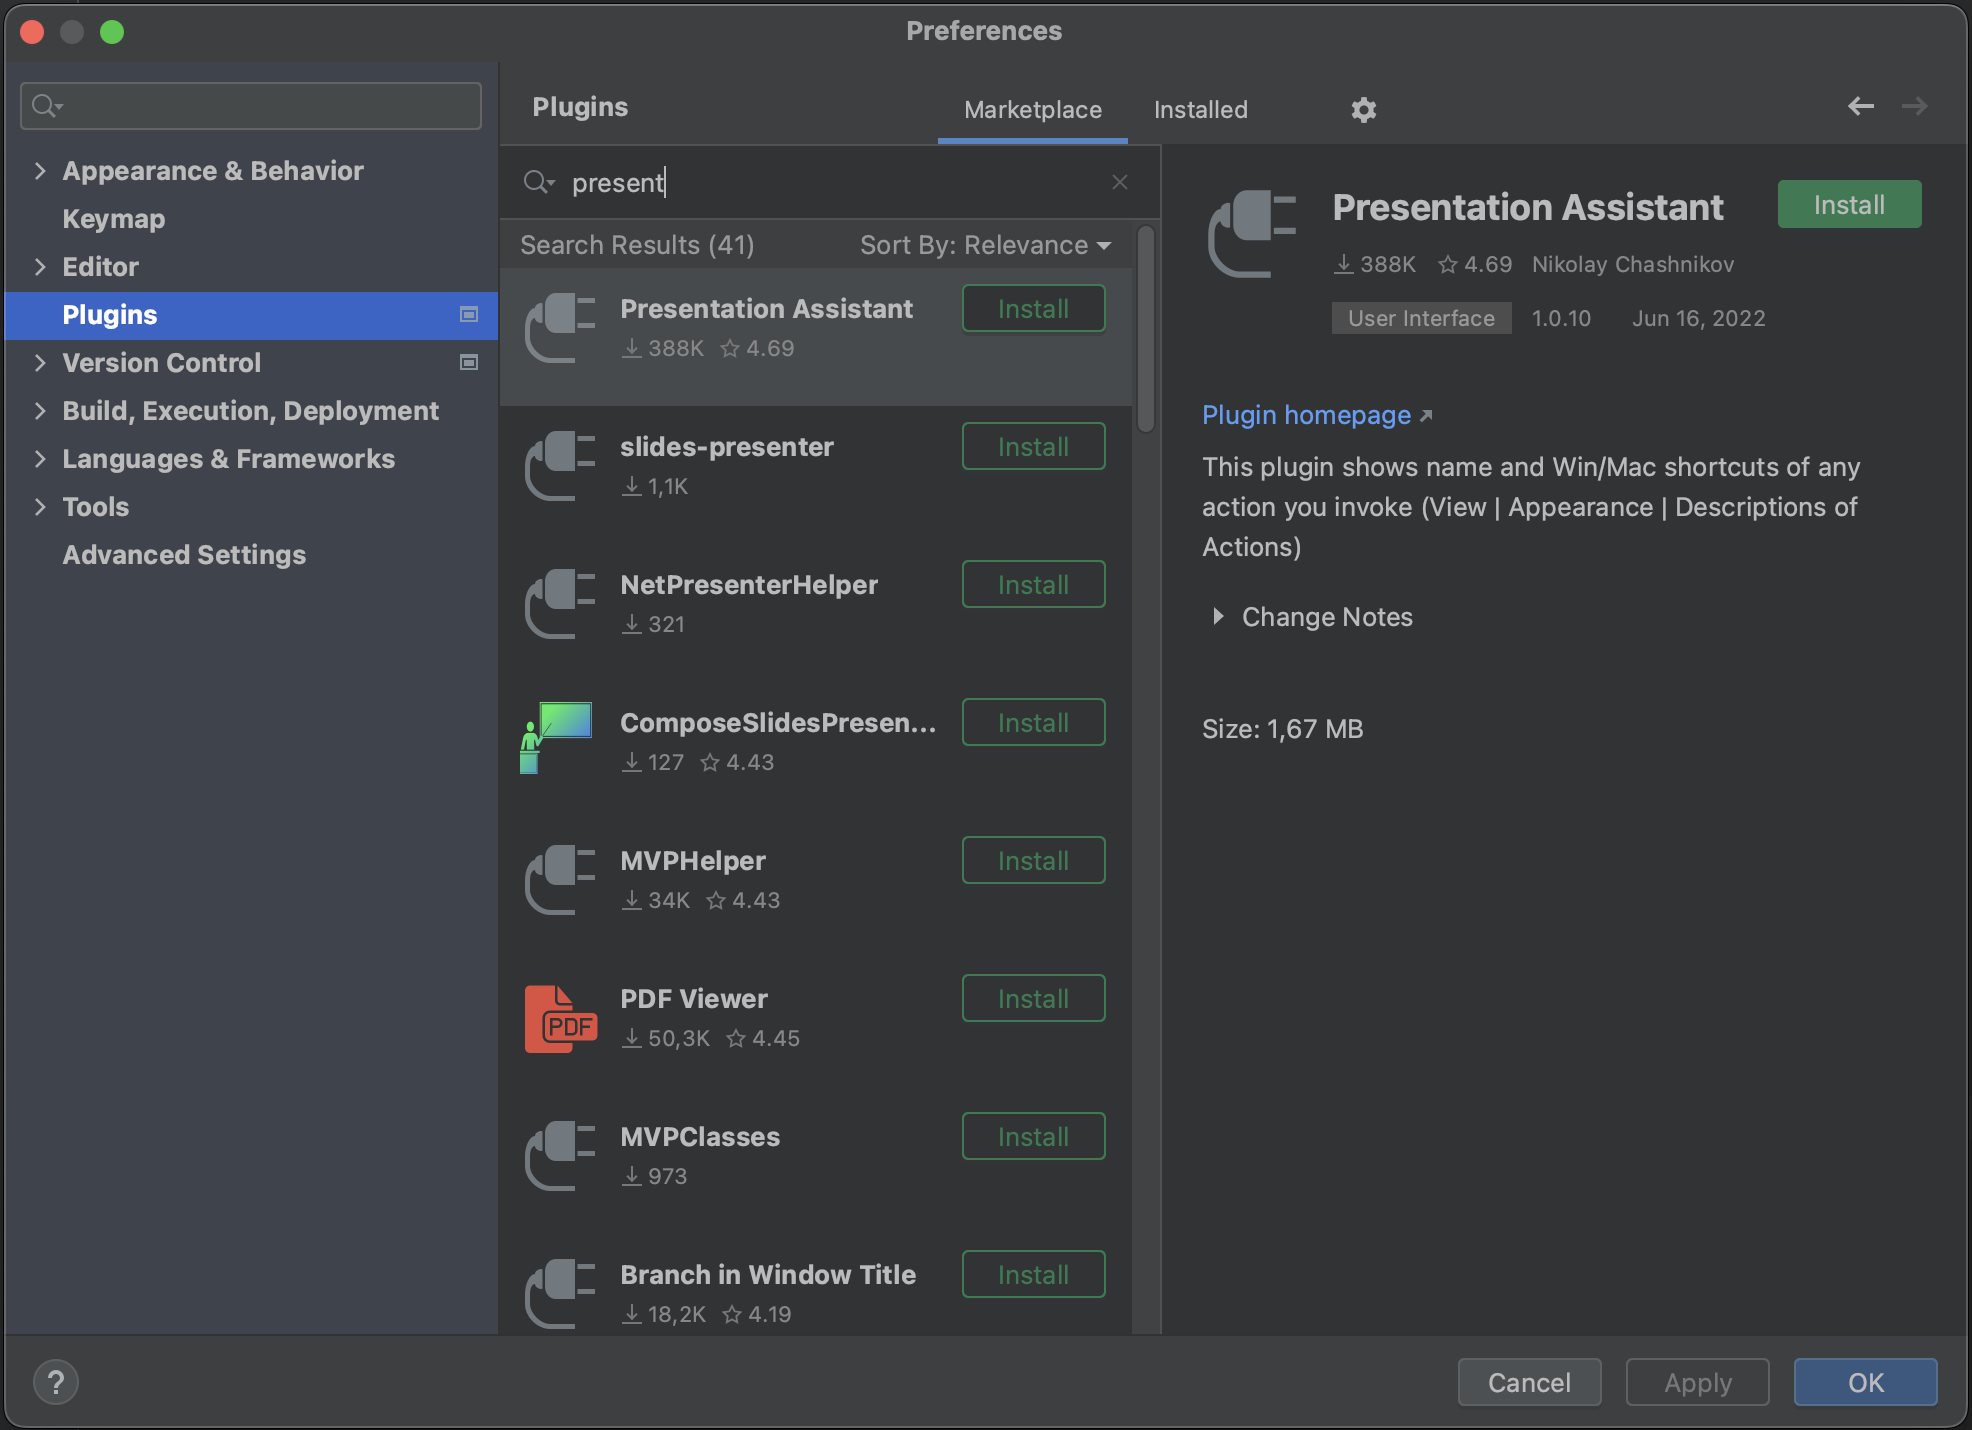 Preferences
Appearance & Behavior
Keymap
Editor
Plugins
Version Control
Build, Execution, Deployment
Languages & Frameworks
Tools
Advanced Settings
Plugins
Marketplace
Installed
present
Search Results (41)
Sort By: Relevance
Presentation Assistant
388K 4.69
Install
slides-presenter
1,1K
Install
NetPresenterHelper
321
Install
ComposeSlidesPresen...
127 4.43
Install
MVPHelper
34K 4.43
Install
PDF
PDF Viewer
50,3K 4.45
Install
MVPClasses
973
Install
Branch in Window Title
18,2K 4.19
Install
Presentation Assistant
Install
388K 4.69 Nikolay Chashnikov
User Interface 1.0.10 Jun 16, 2022
Plugin homepage
This plugin shows name and Win/Mac shortcuts of any
action you invoke (View | Appearance | Descriptions of
Actions)
Change Notes
Size: 1,67 MB
?
Cancel
Apply
OK